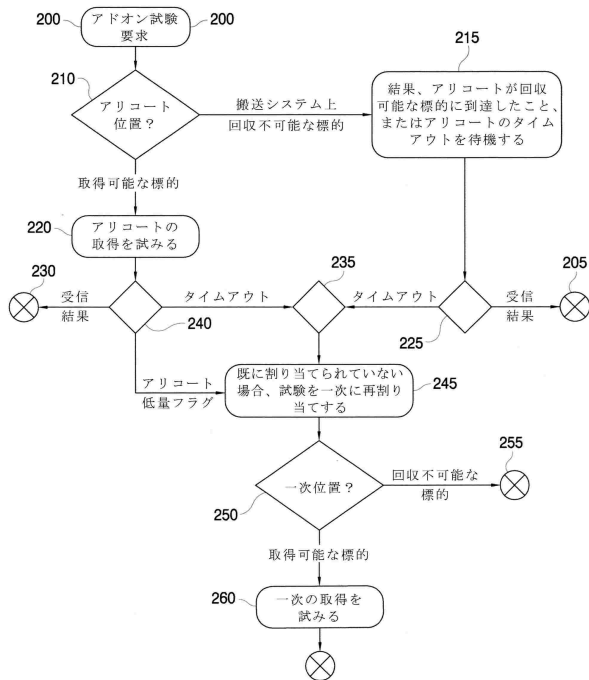 200
アドオン試験
要求
200
210
アリコート
位置？
搬送システム上
回収不可能な標的
215
結果、アリコートが回収
可能な標的に到達したこと、
またはアリコートのタイム
アウトを待機する
取得可能な標的
220
アリコートの
取得を試みる
230
受信
結果
240
タイムアウト
235
タイムアウト
225
受信
結果
205
アリコート
低量フラグ
既に割り当てられていない
場合、試験を一次に再割り
当てする
245
250
一次位置？
回収不可能な
標的
255
取得可能な標的
260
一次の取得を
試みる